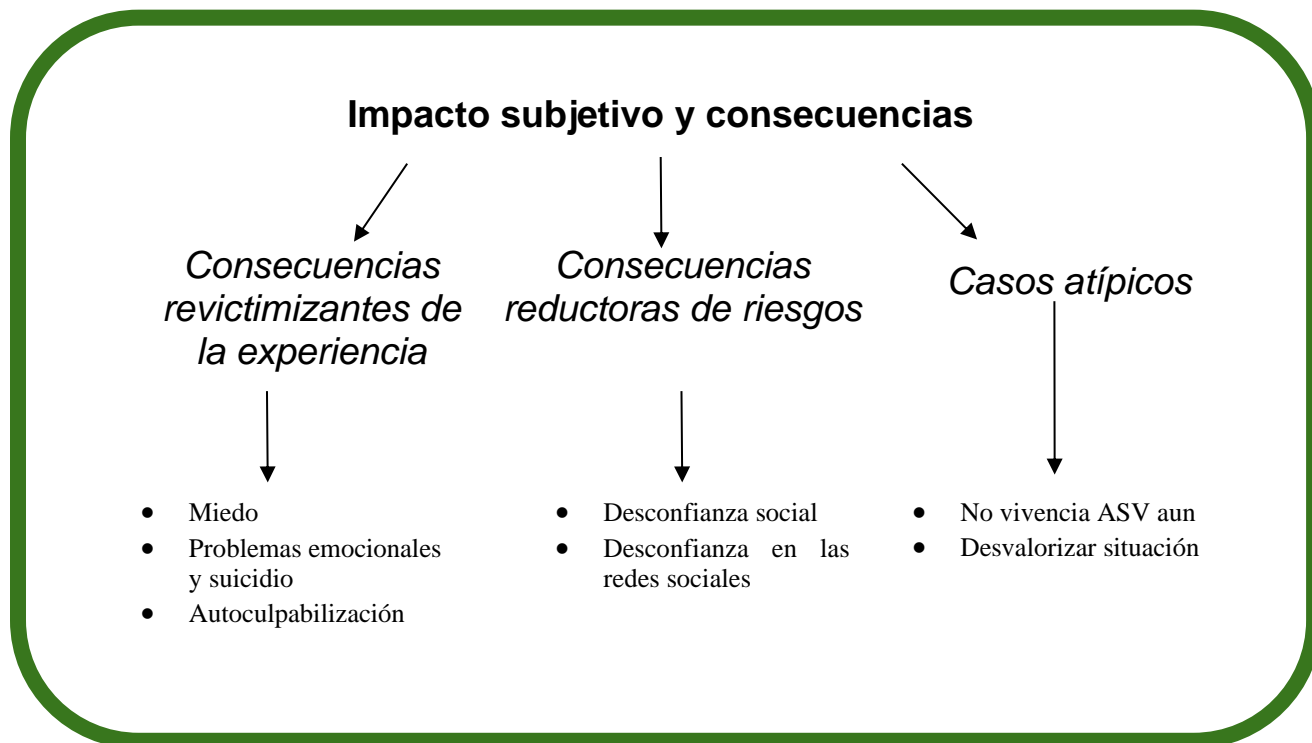 Impacto subjetivo y consecuencias
Consecuencias
revictimizantes de
la experiencia
Consecuencias
reductoras de riesgos
Casos atípicos
• Miedo
• Problemas emocionales
y suicidio
• Autoculpabilización
• Desconfianza social
• Desconfianza en las
redes sociales
• No vivencia ASV aun
• Desvalorizar situación